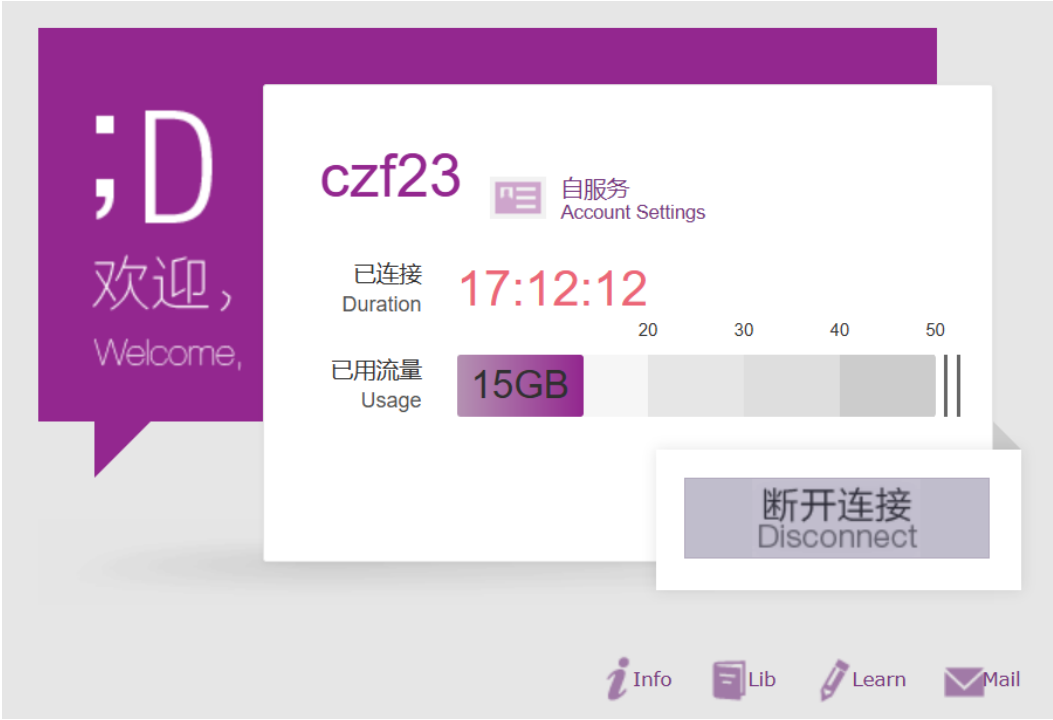 ;D
欢迎,
Welcome,
czf23
自服务
Account Settings
已连接
Duration
17:12:12
20 30 40 50
已用流量
Usage
15GB
断开连接
Disconnect
Info Lib Learn Mail